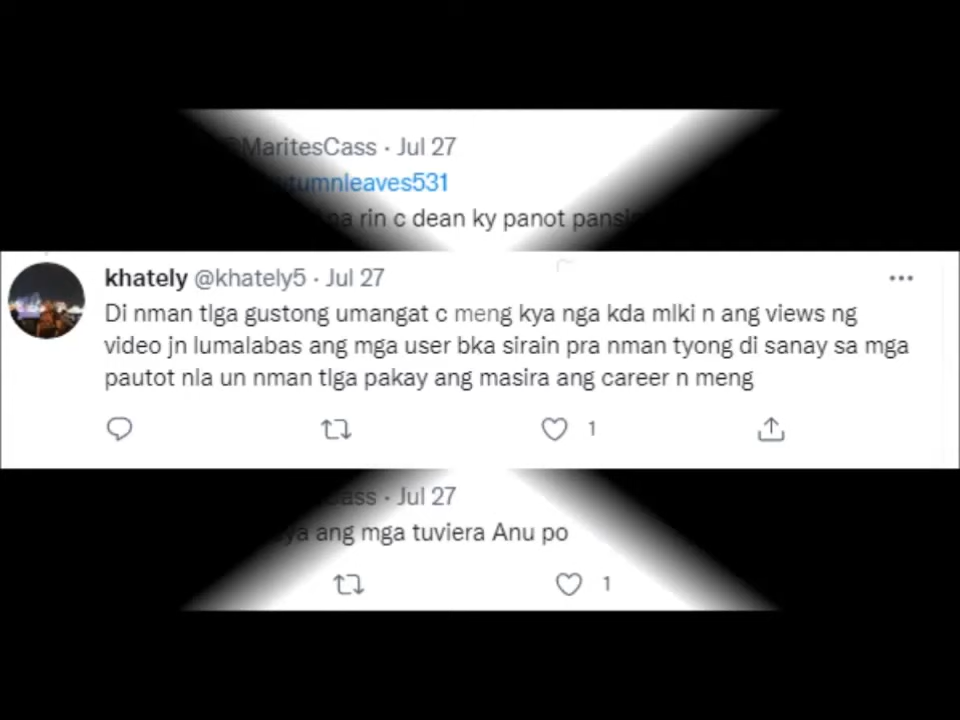 @MaritesCass · Jul 27
tumnleaves531
pa rin c dean ky panot
khately @khately5 · Jul 27
Di nman tlga gustong umangat c meng kya nga kda mlki n ang views ng
video jn lumalabas ang mga user bka sirain pra nman tyong di sanay sa mga
pautot nla un nman tlga pakay ang masira ang career n meng
1
ass · Jul 27
ya ang mga tuviera Anu po
1